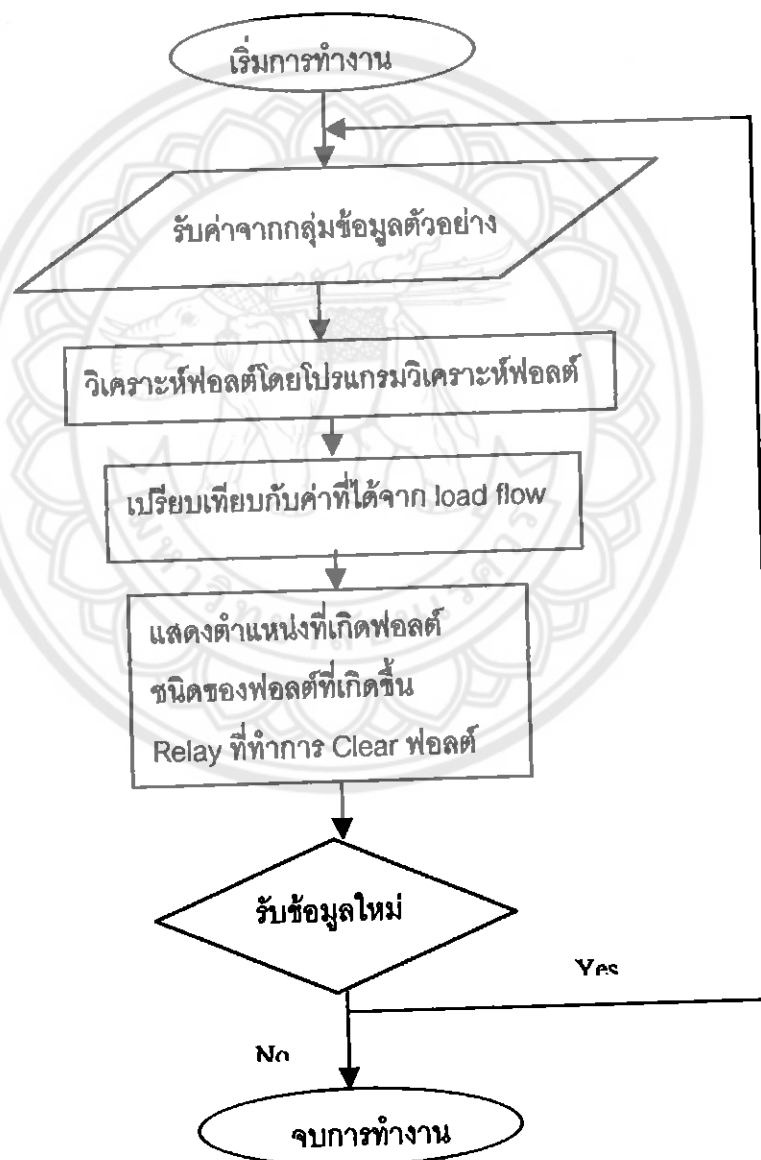 เริ่มการทำงาน
รับค่าจากกลุ่มข้อมูลตัวอย่าง
วิเคราะห์ฟอลต์โดยโปรแกรมวิเคราะห์ฟอลต์
เปรียบเทียบกับค่าที่ได้จาก load flow
แสดงตำแหน่งที่เกิดฟอลต์
ชนิดของฟอลต์ที่เกิดขึ้น
Relay ที่ทำการ Clear ฟอลต์
รับข้อมูลใหม่
Yes
No
จบการทำงาน